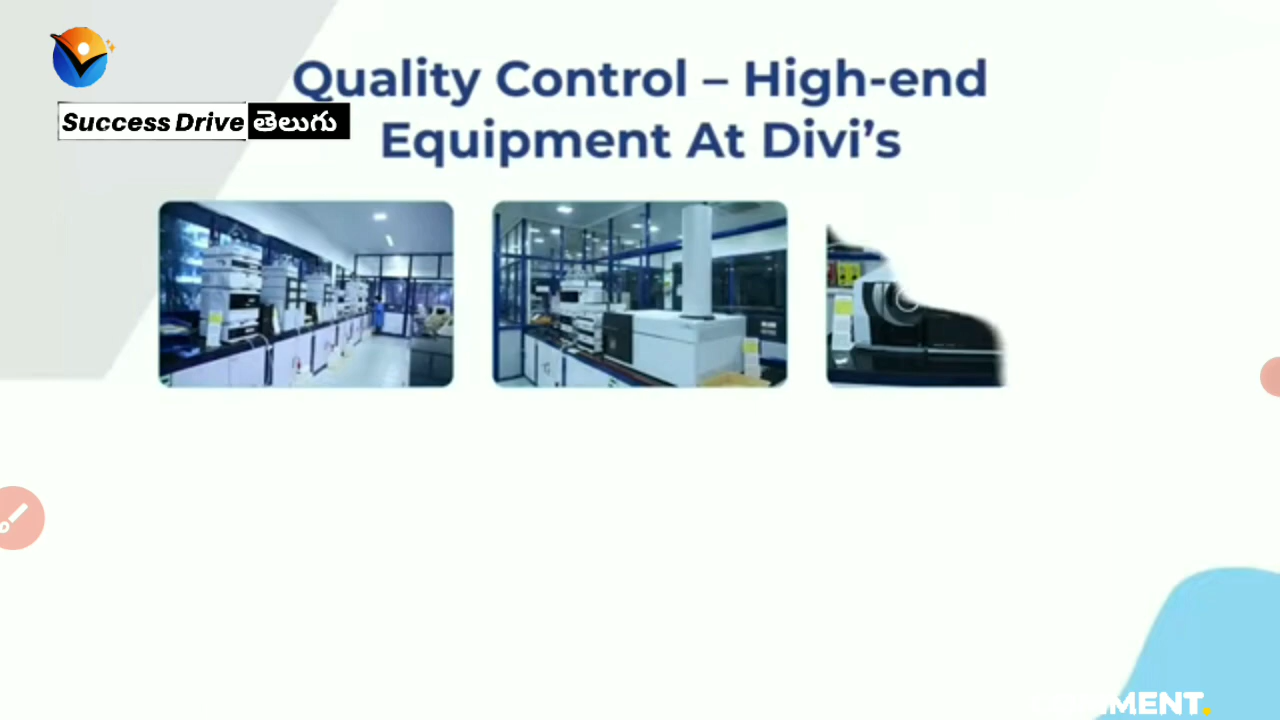 Quality Control – High-end
Equipment At Divi's
Success Drive తెలుగు